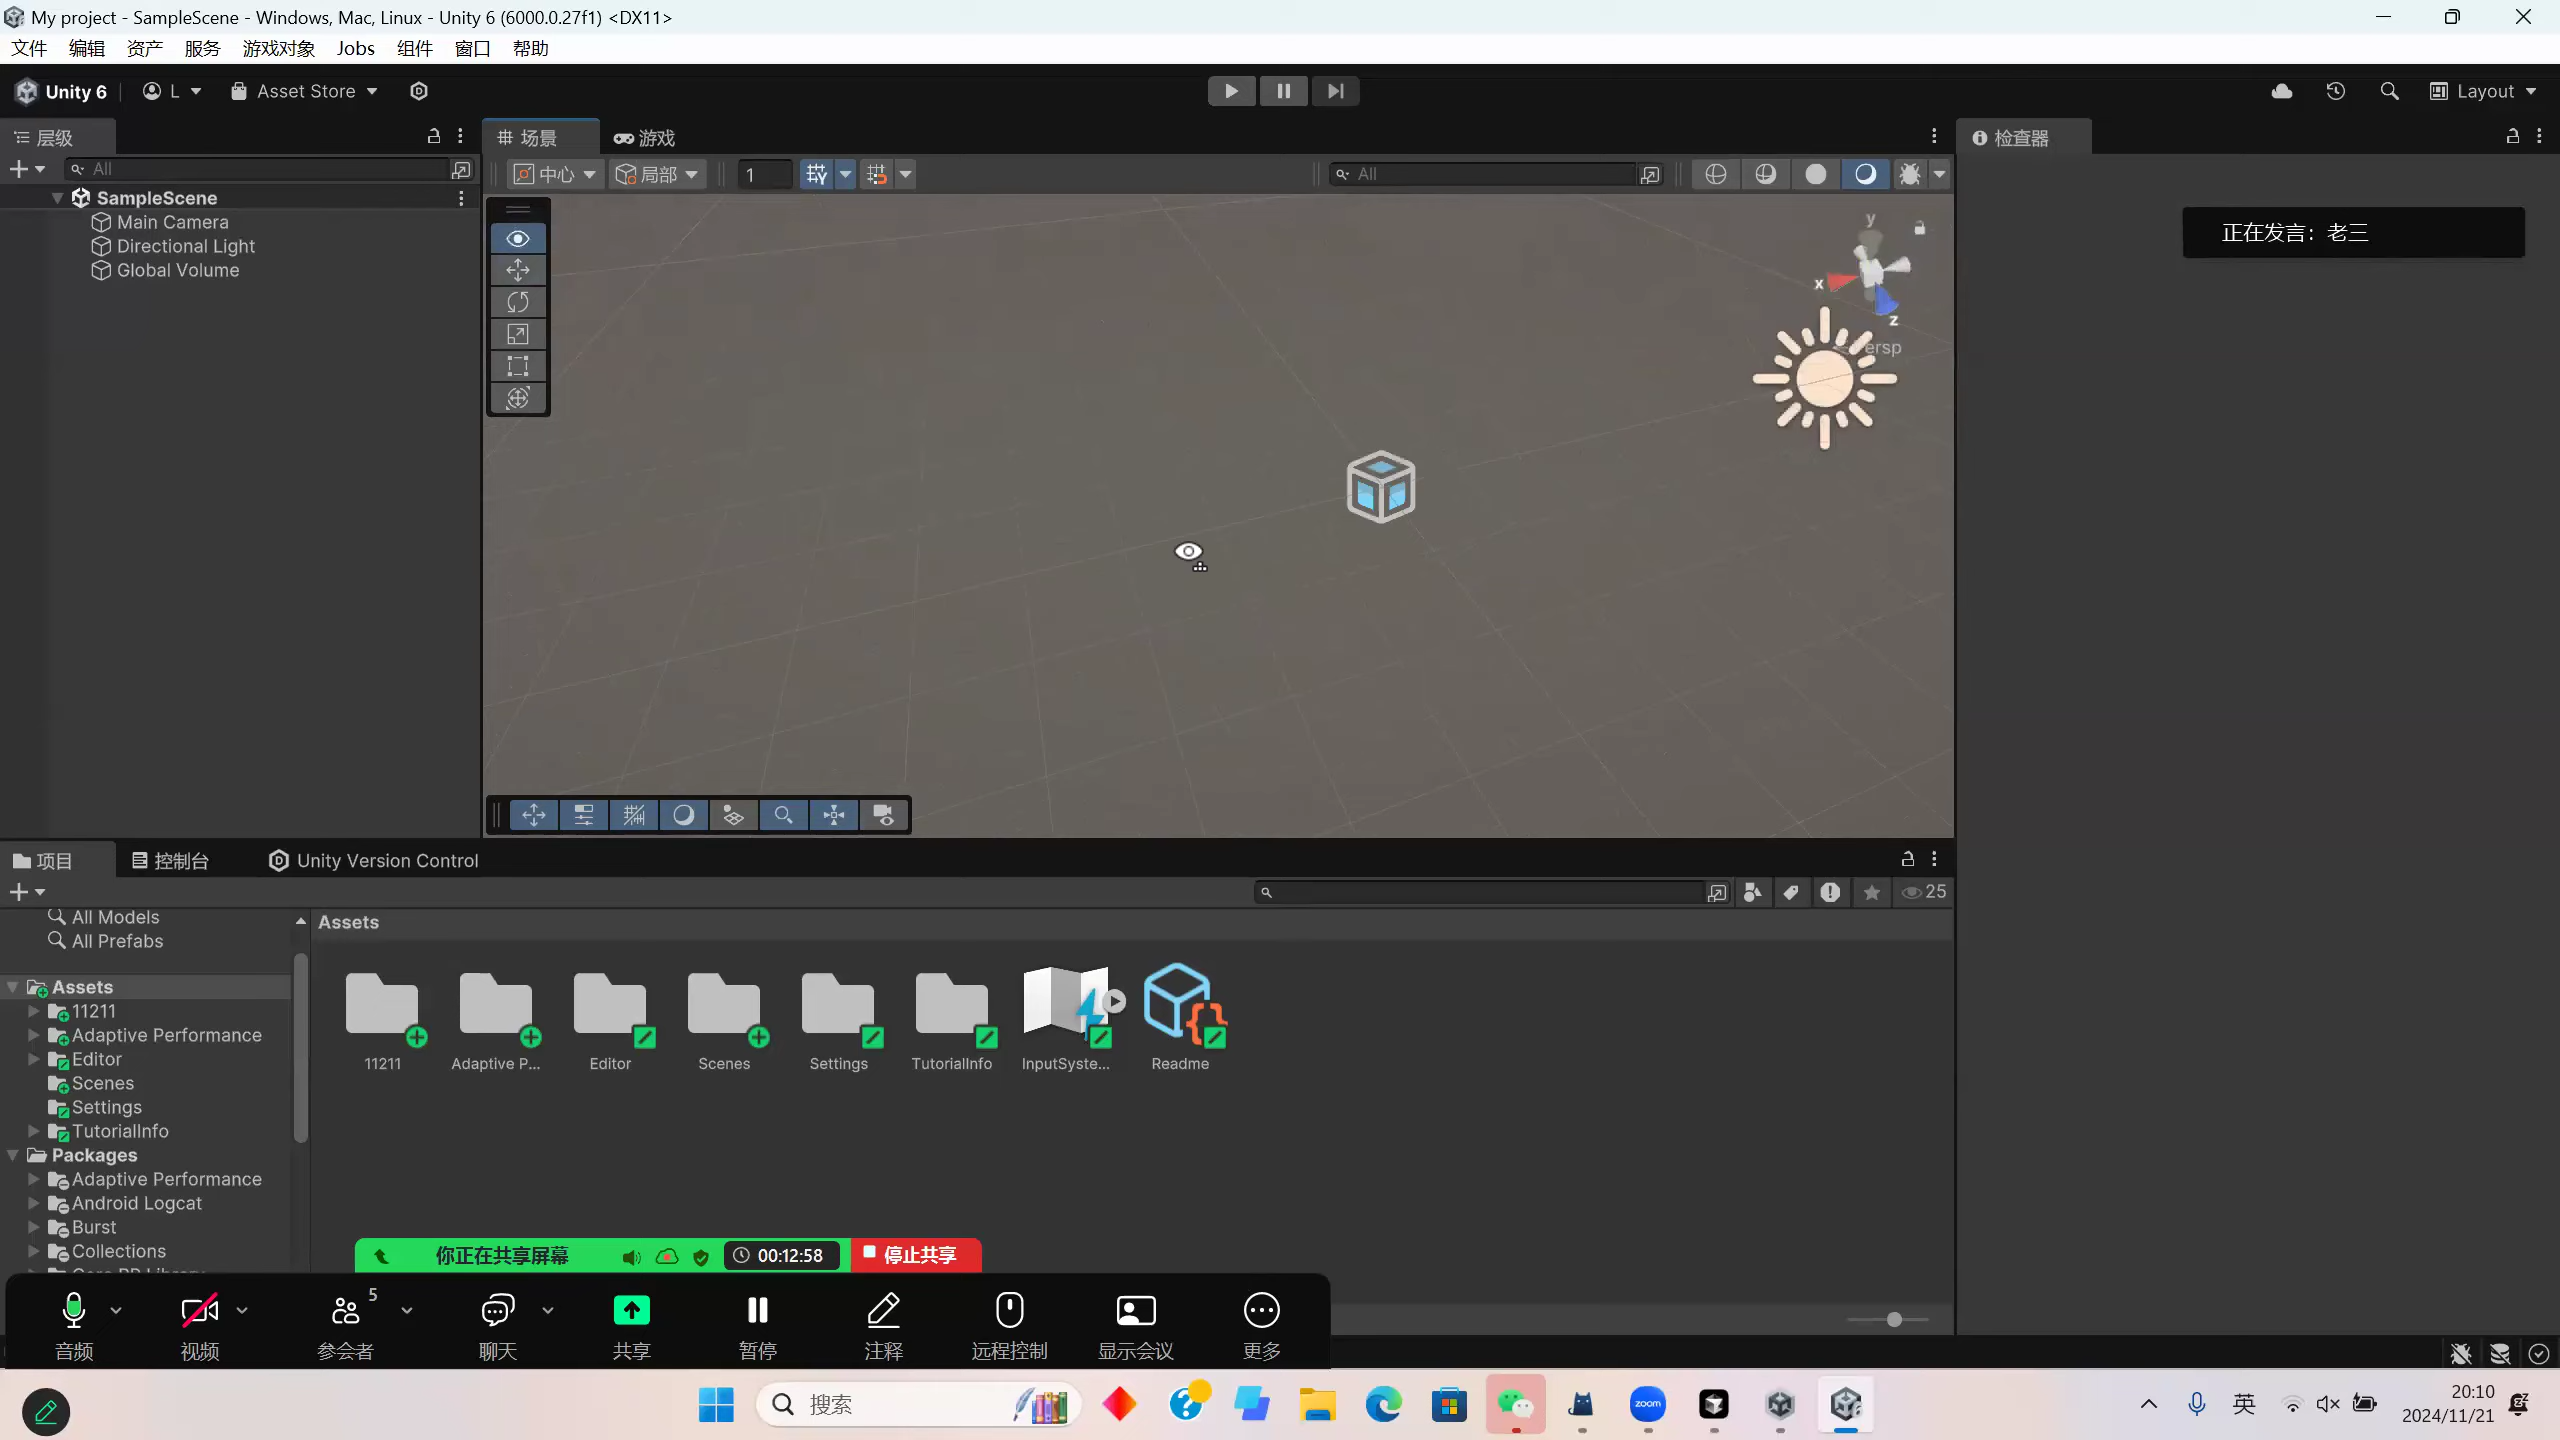 My project - SampleScene - Windows, Mac, Linux - Unity 6 (6000.0.27f1) <DX11>
文件 编辑 资产 服务 游戏对象 Jobs 组件 窗口 帮助
Unity 6 L Asset Store Layout
层级 场景 游戏 检查器
All 中心 局部 1 All
SampleScene
Main Camera
Directional Light
Global Volume
正在发言：老三
y
x
z
Persp
项目 控制台 Unity Version Control
25
All Models
All Prefabs
Assets
Assets
11211
Adaptive Performance
Editor
Scenes
Settings
TutorialInfo
Packages
Adaptive Performance
Android Logcat
Burst
Collections
11211 Adaptive P... Editor Scenes Settings TutorialInfo InputSyste... Readme
你正在共享屏幕 00:12:58 停止共享
5
音频 视频 参会者 聊天 共享 暂停 注释 远程控制 显示会议 更多
搜索
zoom
英
20:10
2024/11/21